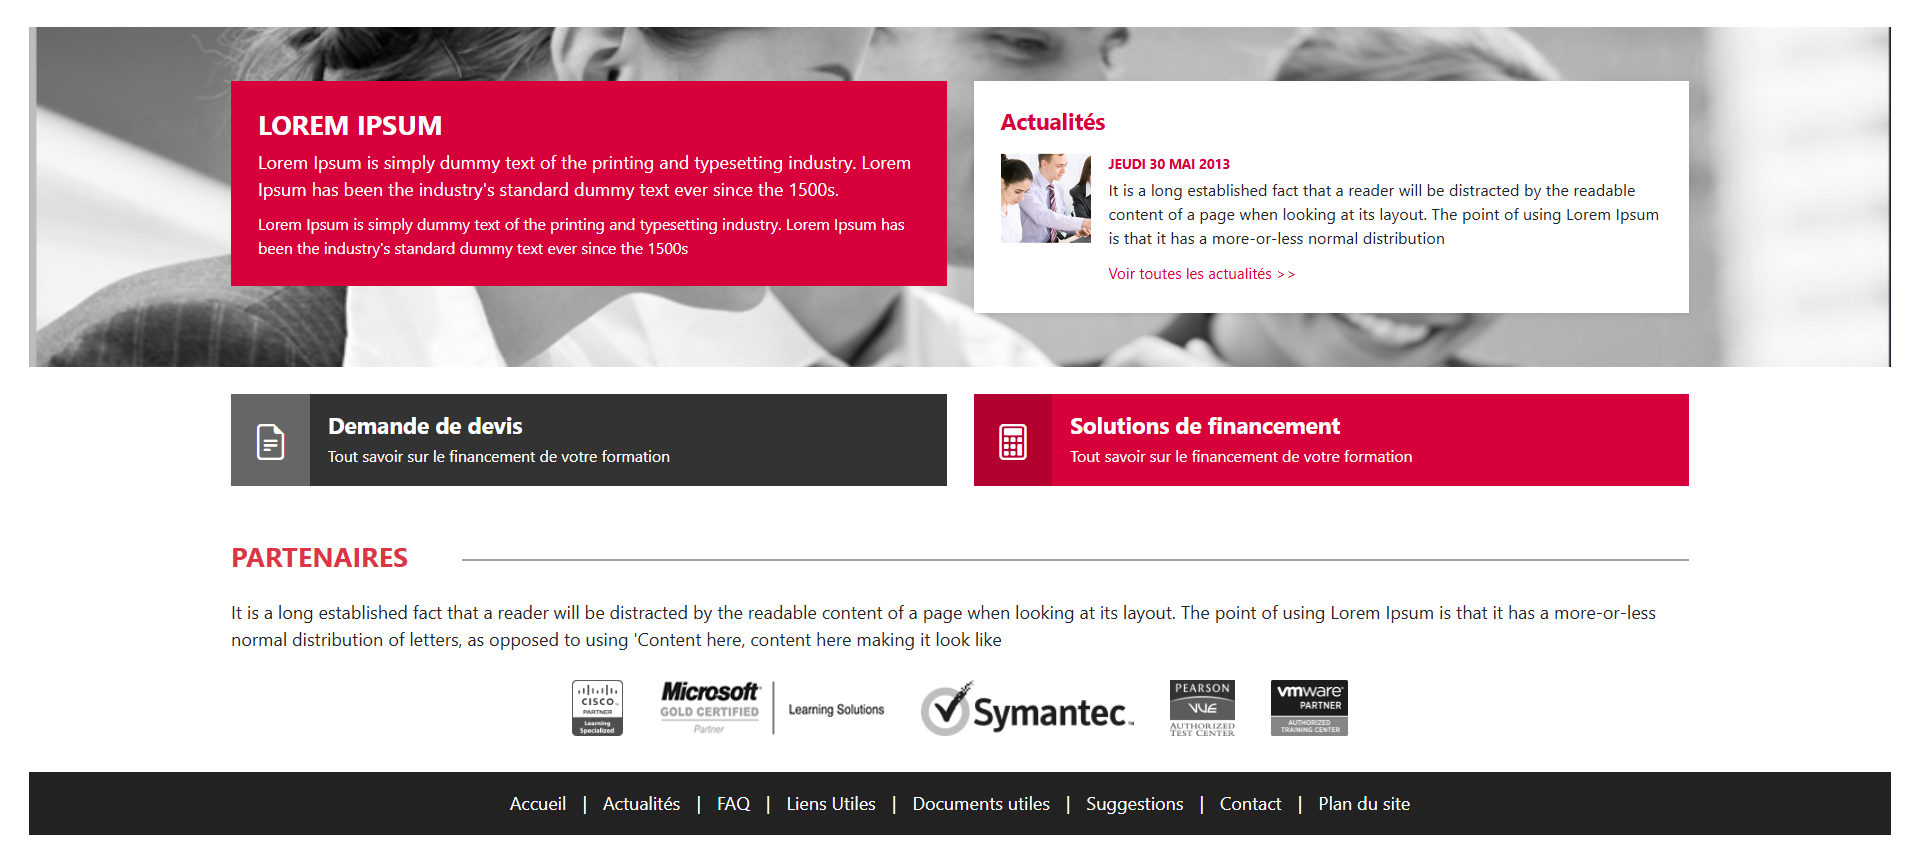 LOREM IPSUM
Lorem Ipsum is simply dummy text of the printing and typesetting industry. Lorem
Ipsum has been the industry's standard dummy text ever since the 1500s.
Lorem Ipsum is simply dummy text of the printing and typesetting industry. Lorem Ipsum has
been the industry's standard dummy text ever since the 1500s
Actualités
JEUDI 30 MAI 2013
It is a long established fact that a reader will be distracted by the readable
content of a page when looking at its layout. The point of using Lorem Ipsum
is that it has a more-or-less normal distribution
Voir toutes les actualités >>
Demande de devis
Tout savoir sur le financement de votre formation
Solutions de financement
Tout savoir sur le financement de votre formation
PARTENAIRES
It is a long established fact that a reader will be distracted by the readable content of a page when looking at its layout. The point of using Lorem Ipsum is that it has a more-or-less
normal distribution of letters, as opposed to using 'Content here, content here making it look like
CISCO™
PARTNER
Learning
Specialized
Microsoft®
GOLD CERTIFIED
Partner
Learning Solutions
Symantec™
PEARSON
VUE
AUTHORIZED
TEST CENTER
vmware®
PARTNER
AUTHORIZED
TRAINING CENTER
Accueil | Actualités | FAQ | Liens Utiles | Documents utiles | Suggestions | Contact | Plan du site